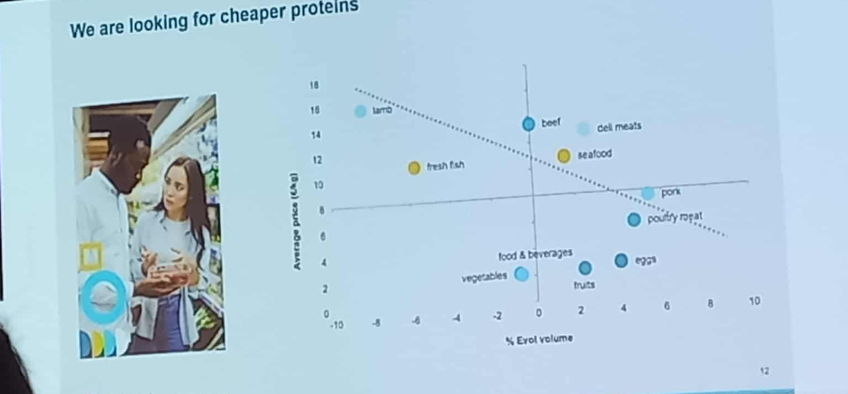 We are looking for cheaper proteins
18
16
14
12
10
8
6
4
2
0
Average price (€/kg)
lamb
beef
deli meats
fresh fish
seafood
pork
poultry
food & beverages
vegetables
fruits
eggs
-10
-8
-6
-4
-2
0
2
4
6
8
10
% Evol volume
12